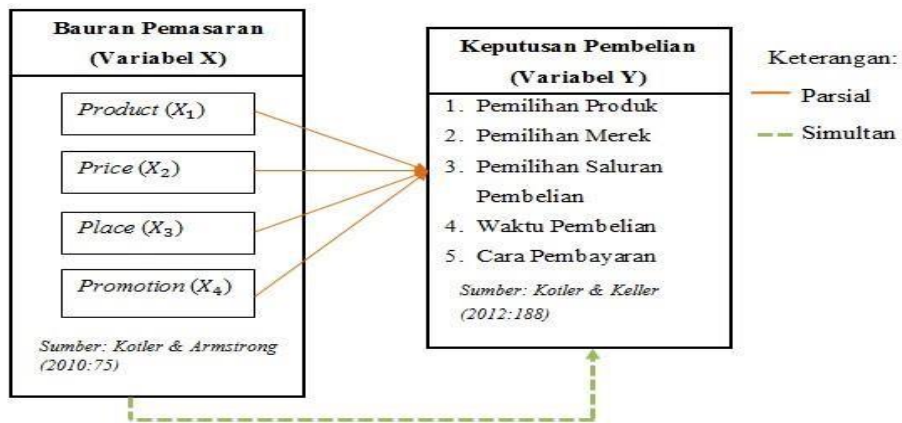 Bauran Pemasaran
(Variabel X)
Product (X₁)
Price (X₂)
Place (X₃)
Promotion (X₄)
Sumber: Kotler & Armstrong
(2010:75)
Keputusan Pembelian
(Variabel Y)
1. Pemilihan Produk
2. Pemilihan Merek
3. Pemilihan Saluran
Pembelian
4. Waktu Pembelian
5. Cara Pembayaran
Sumber: Kotler & Keller
(2012:188)
Keterangan:
Parsial
Simultan